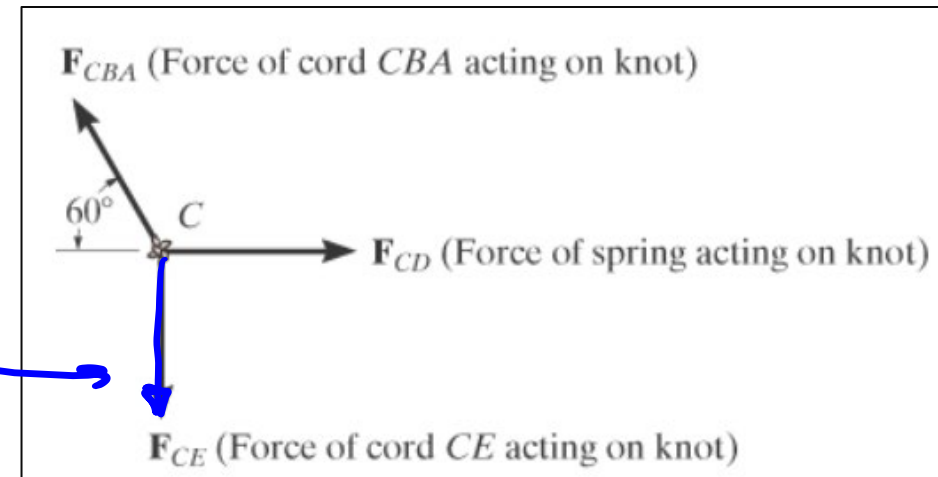 F_CBA (Force of cord CBA acting on knot)
60°
C
F_CD (Force of spring acting on knot)
F_CE (Force of cord CE acting on knot)